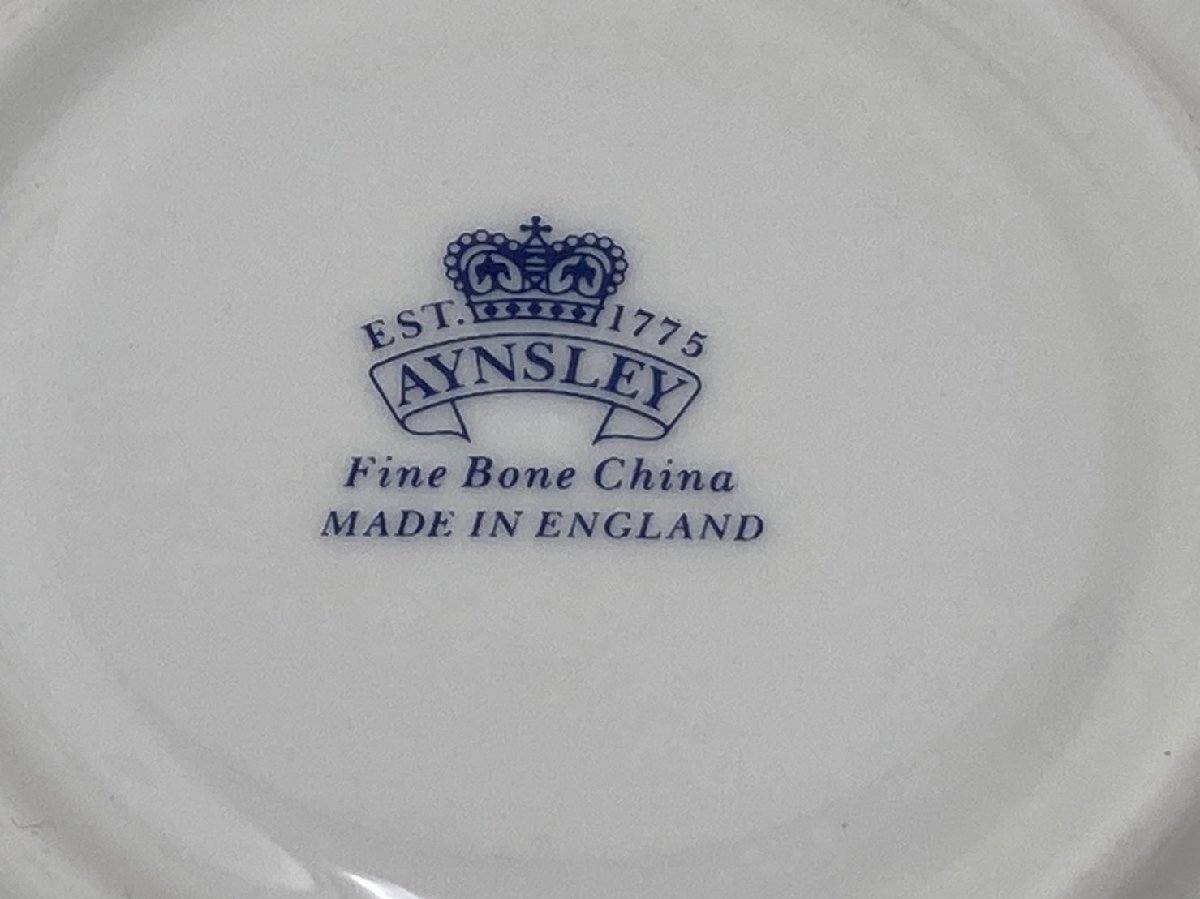 EST. 1775
AYNSLEY
Fine Bone China
MADE IN ENGLAND